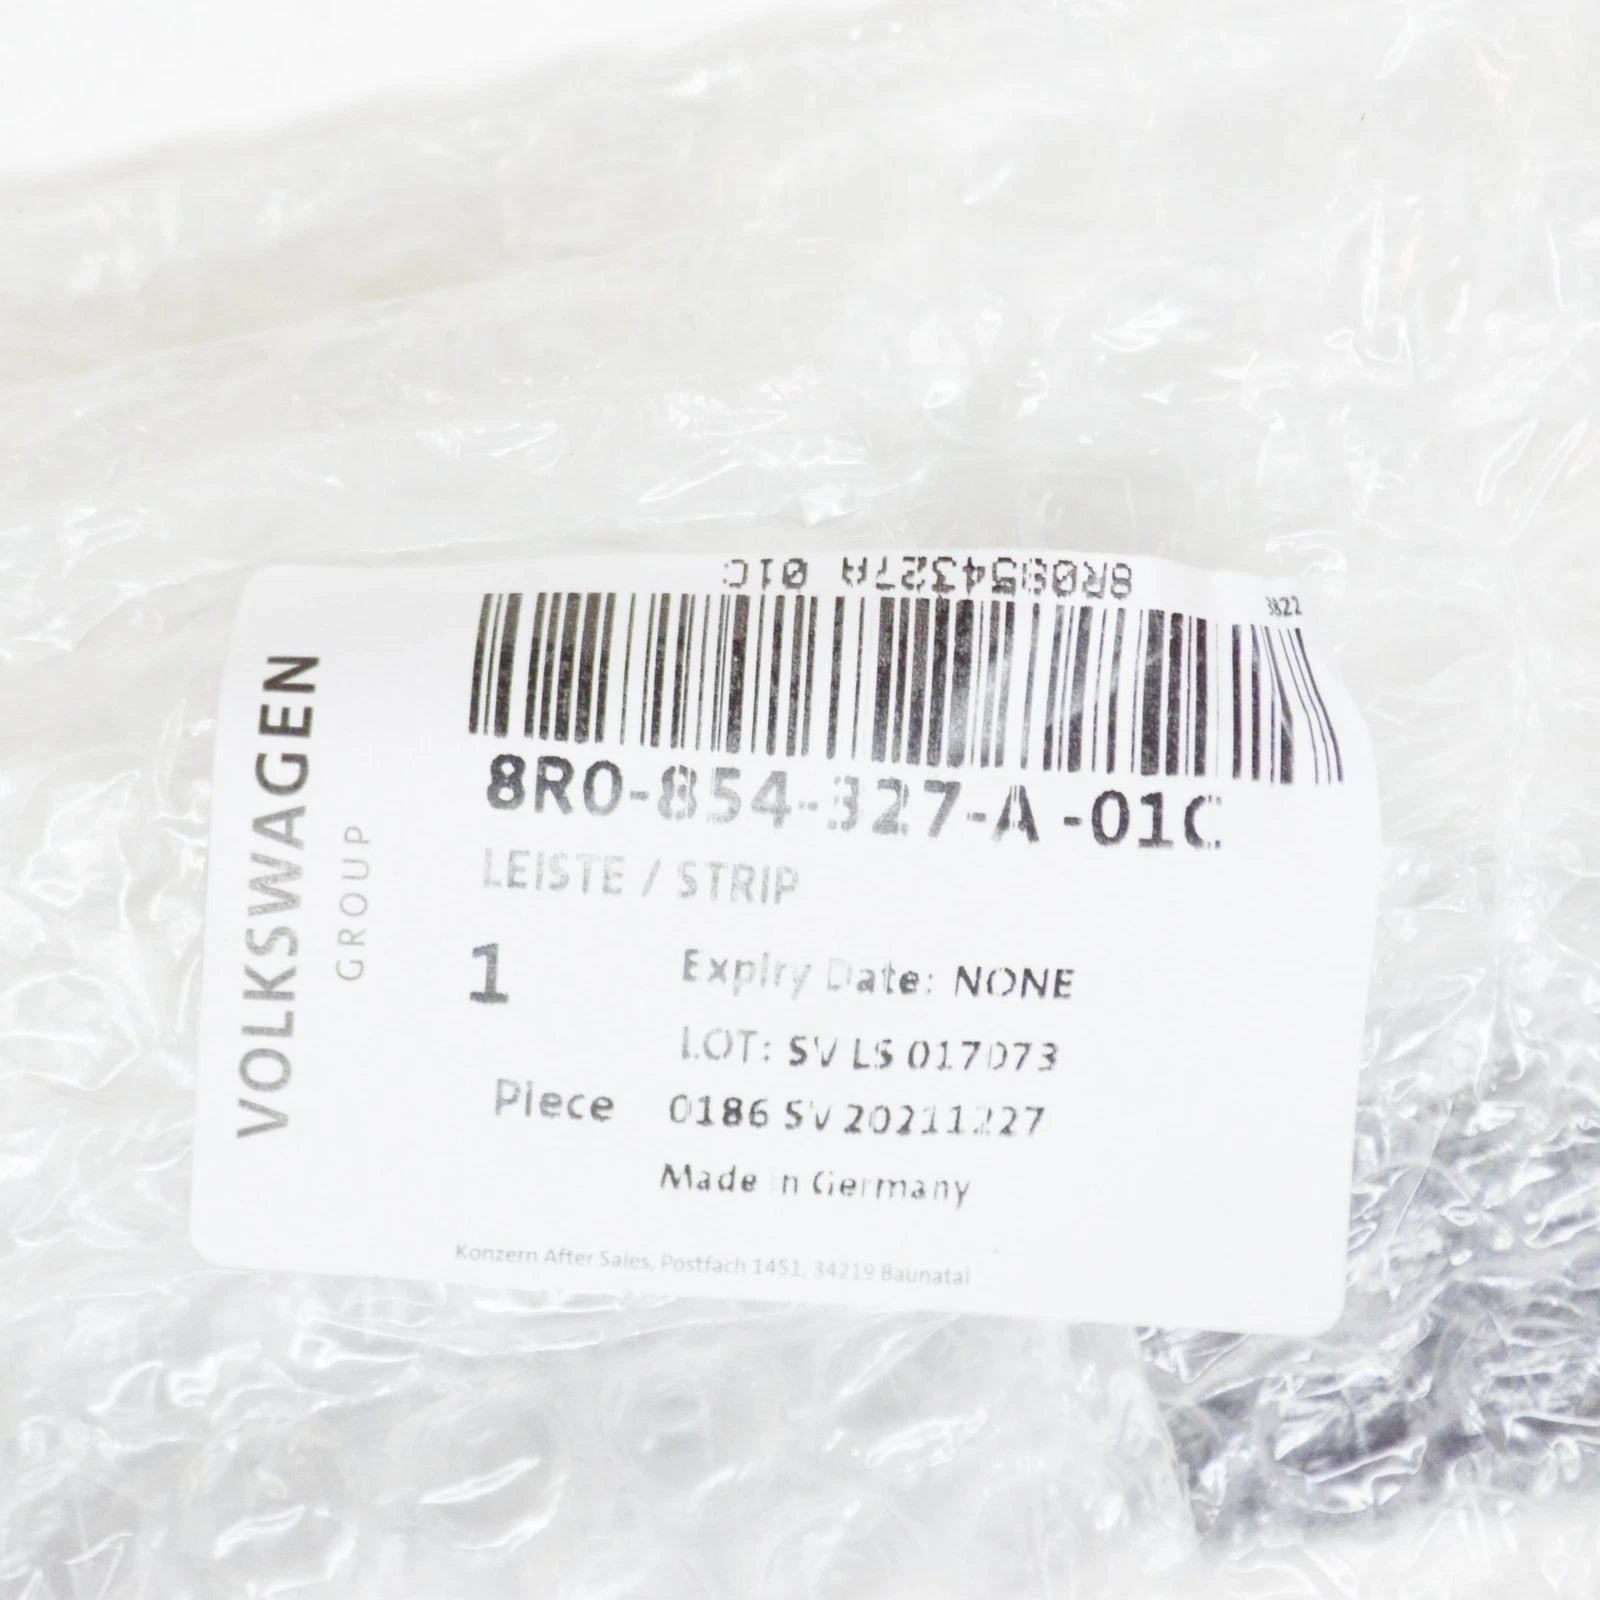 VOLKSWAGEN
GROUP
8R0854327A 01C
3822
8R0-854-327-A -01C
LEISTE / STRIP
1
Expiry Date: NONE
LOT: SV LS 017073
Piece
0186 SV 20211227
Made in Germany
Konzern After Sales, Postfach 1451, 34219 Baunatal